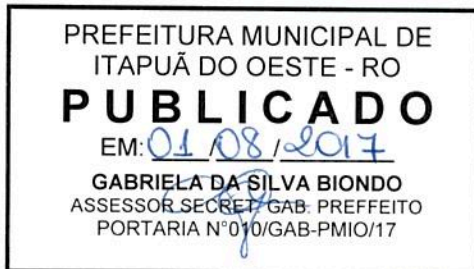 PREFEITURA MUNICIPAL DE
ITAPUÃ DO OESTE - RO
PUBLICADO
EM: 01 / 08 / 2017
GABRIELA DA SILVA BIONDO
ASSESSOR SECRET. GAB. PREFFEITO
PORTARIA N°010/GAB-PMIO/17